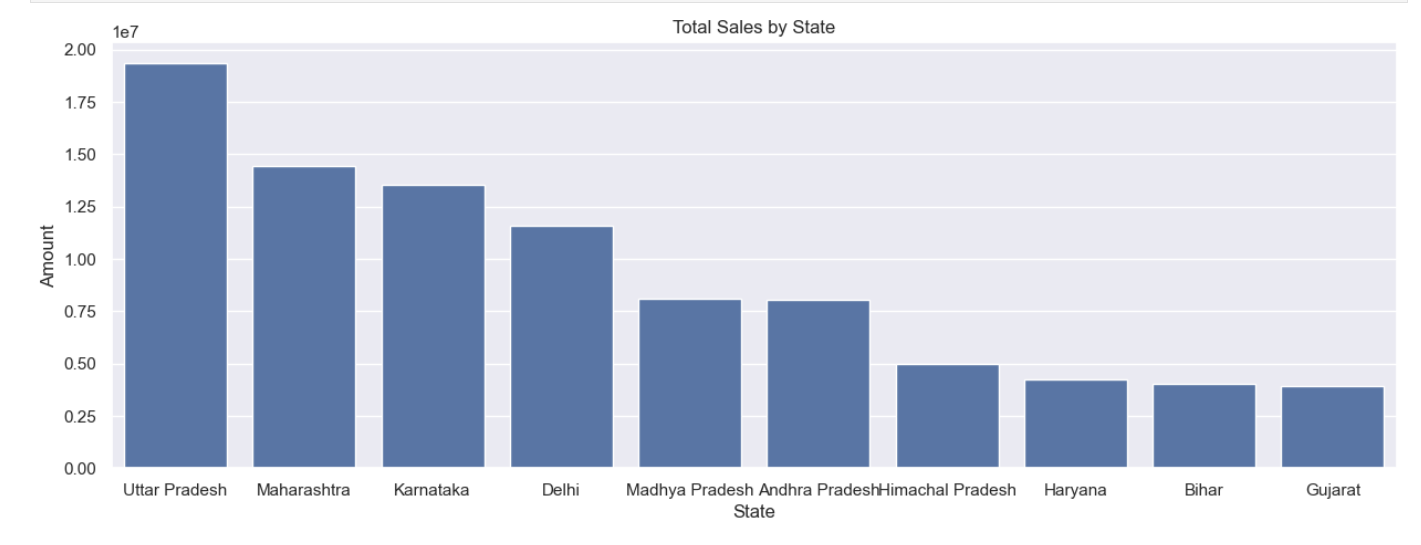 Total Sales by State
1e7
2.00
1.75
1.50
1.25
1.00
0.75
0.50
0.25
0.00
Amount
Uttar Pradesh Maharashtra Karnataka Delhi Madhya Pradesh Andhra Pradesh Himachal Pradesh Haryana Bihar Gujarat
State